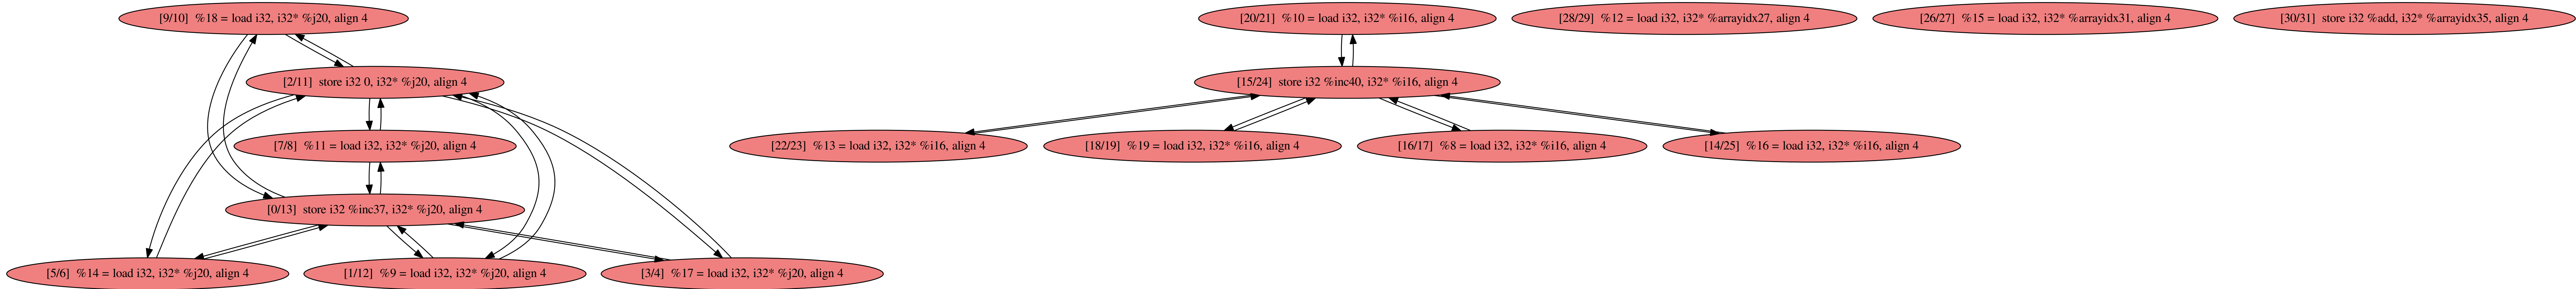 [9/10] %18 = load i32, i32* %j20, align 4
[20/21] %10 = load i32, i32* %i16, align 4
[28/29] %12 = load i32, i32* %arrayidx27, align 4
[26/27] %15 = load i32, i32* %arrayidx31, align 4
[30/31] store i32 %add, i32* %arrayidx35, align 4
[2/11] store i32 0, i32* %j20, align 4
[15/24] store i32 %inc40, i32* %i16, align 4
[7/8] %11 = load i32, i32* %j20, align 4
[22/23] %13 = load i32, i32* %i16, align 4
[18/19] %19 = load i32, i32* %i16, align 4
[16/17] %8 = load i32, i32* %i16, align 4
[14/25] %16 = load i32, i32* %i16, align 4
[0/13] store i32 %inc37, i32* %j20, align 4
[5/6] %14 = load i32, i32* %j20, align 4
[1/12] %9 = load i32, i32* %j20, align 4
[3/4] %17 = load i32, i32* %j20, align 4